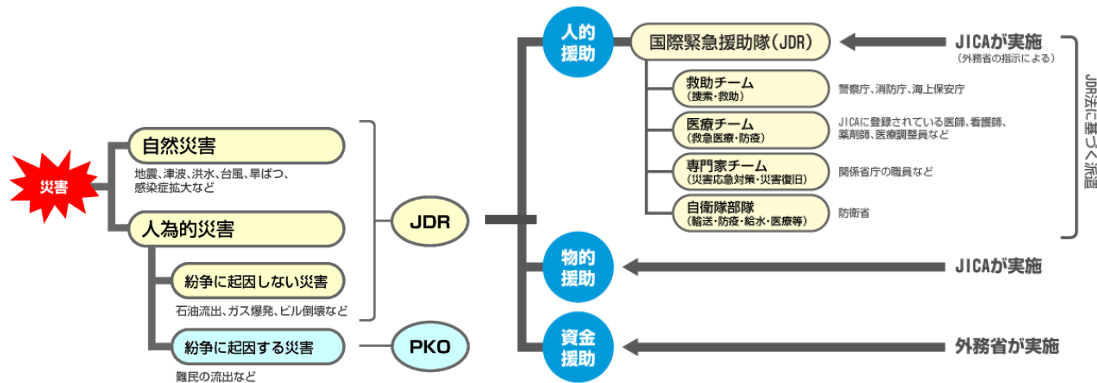 災害
自然災害
地震、津波、洪水、台風、旱ばつ、
感染症拡大など
人為的災害
紛争に起因しない災害
石油流出、ガス爆発、ビル倒壊など
紛争に起因する災害
難民の流出など
JDR
PKO
人的
援助
国際緊急援助隊(JDR)
JICAが実施
(外務省の指示による)
救助チーム
(捜索・救助)
警察庁、消防庁、海上保安庁
医療チーム
(救急医療・防疫)
JICAに登録されている医師、看護師、
薬剤師、医療調整員など
専門家チーム
(災害応急対策・災害復旧)
関係省庁の職員など
自衛隊部隊
(輸送・防疫・給水・医療等)
防衛省
JDR法に基づく派遣
物的
援助
JICAが実施
資金
援助
外務省が実施